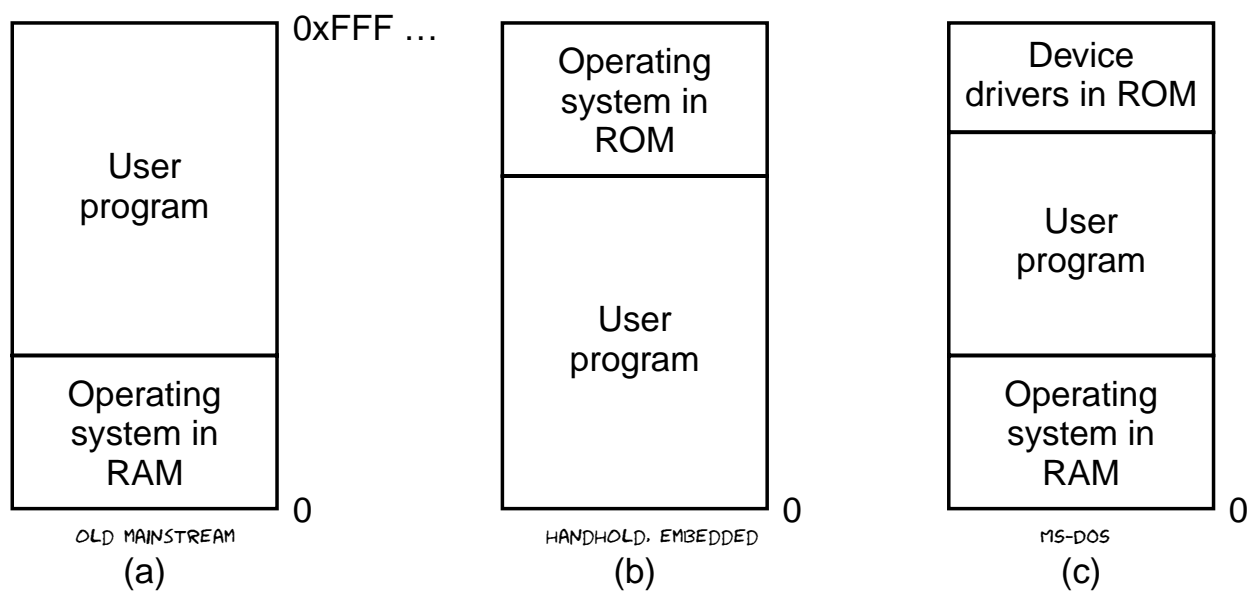 0xFFF …
User
program
Operating
system in
RAM
0
OLD MAINSTREAM
(a)
Operating
system in
ROM
User
program
0
HANDHOLD, EMBEDDED
(b)
Device
drivers in ROM
User
program
Operating
system in
RAM
0
MS-DOS
(c)